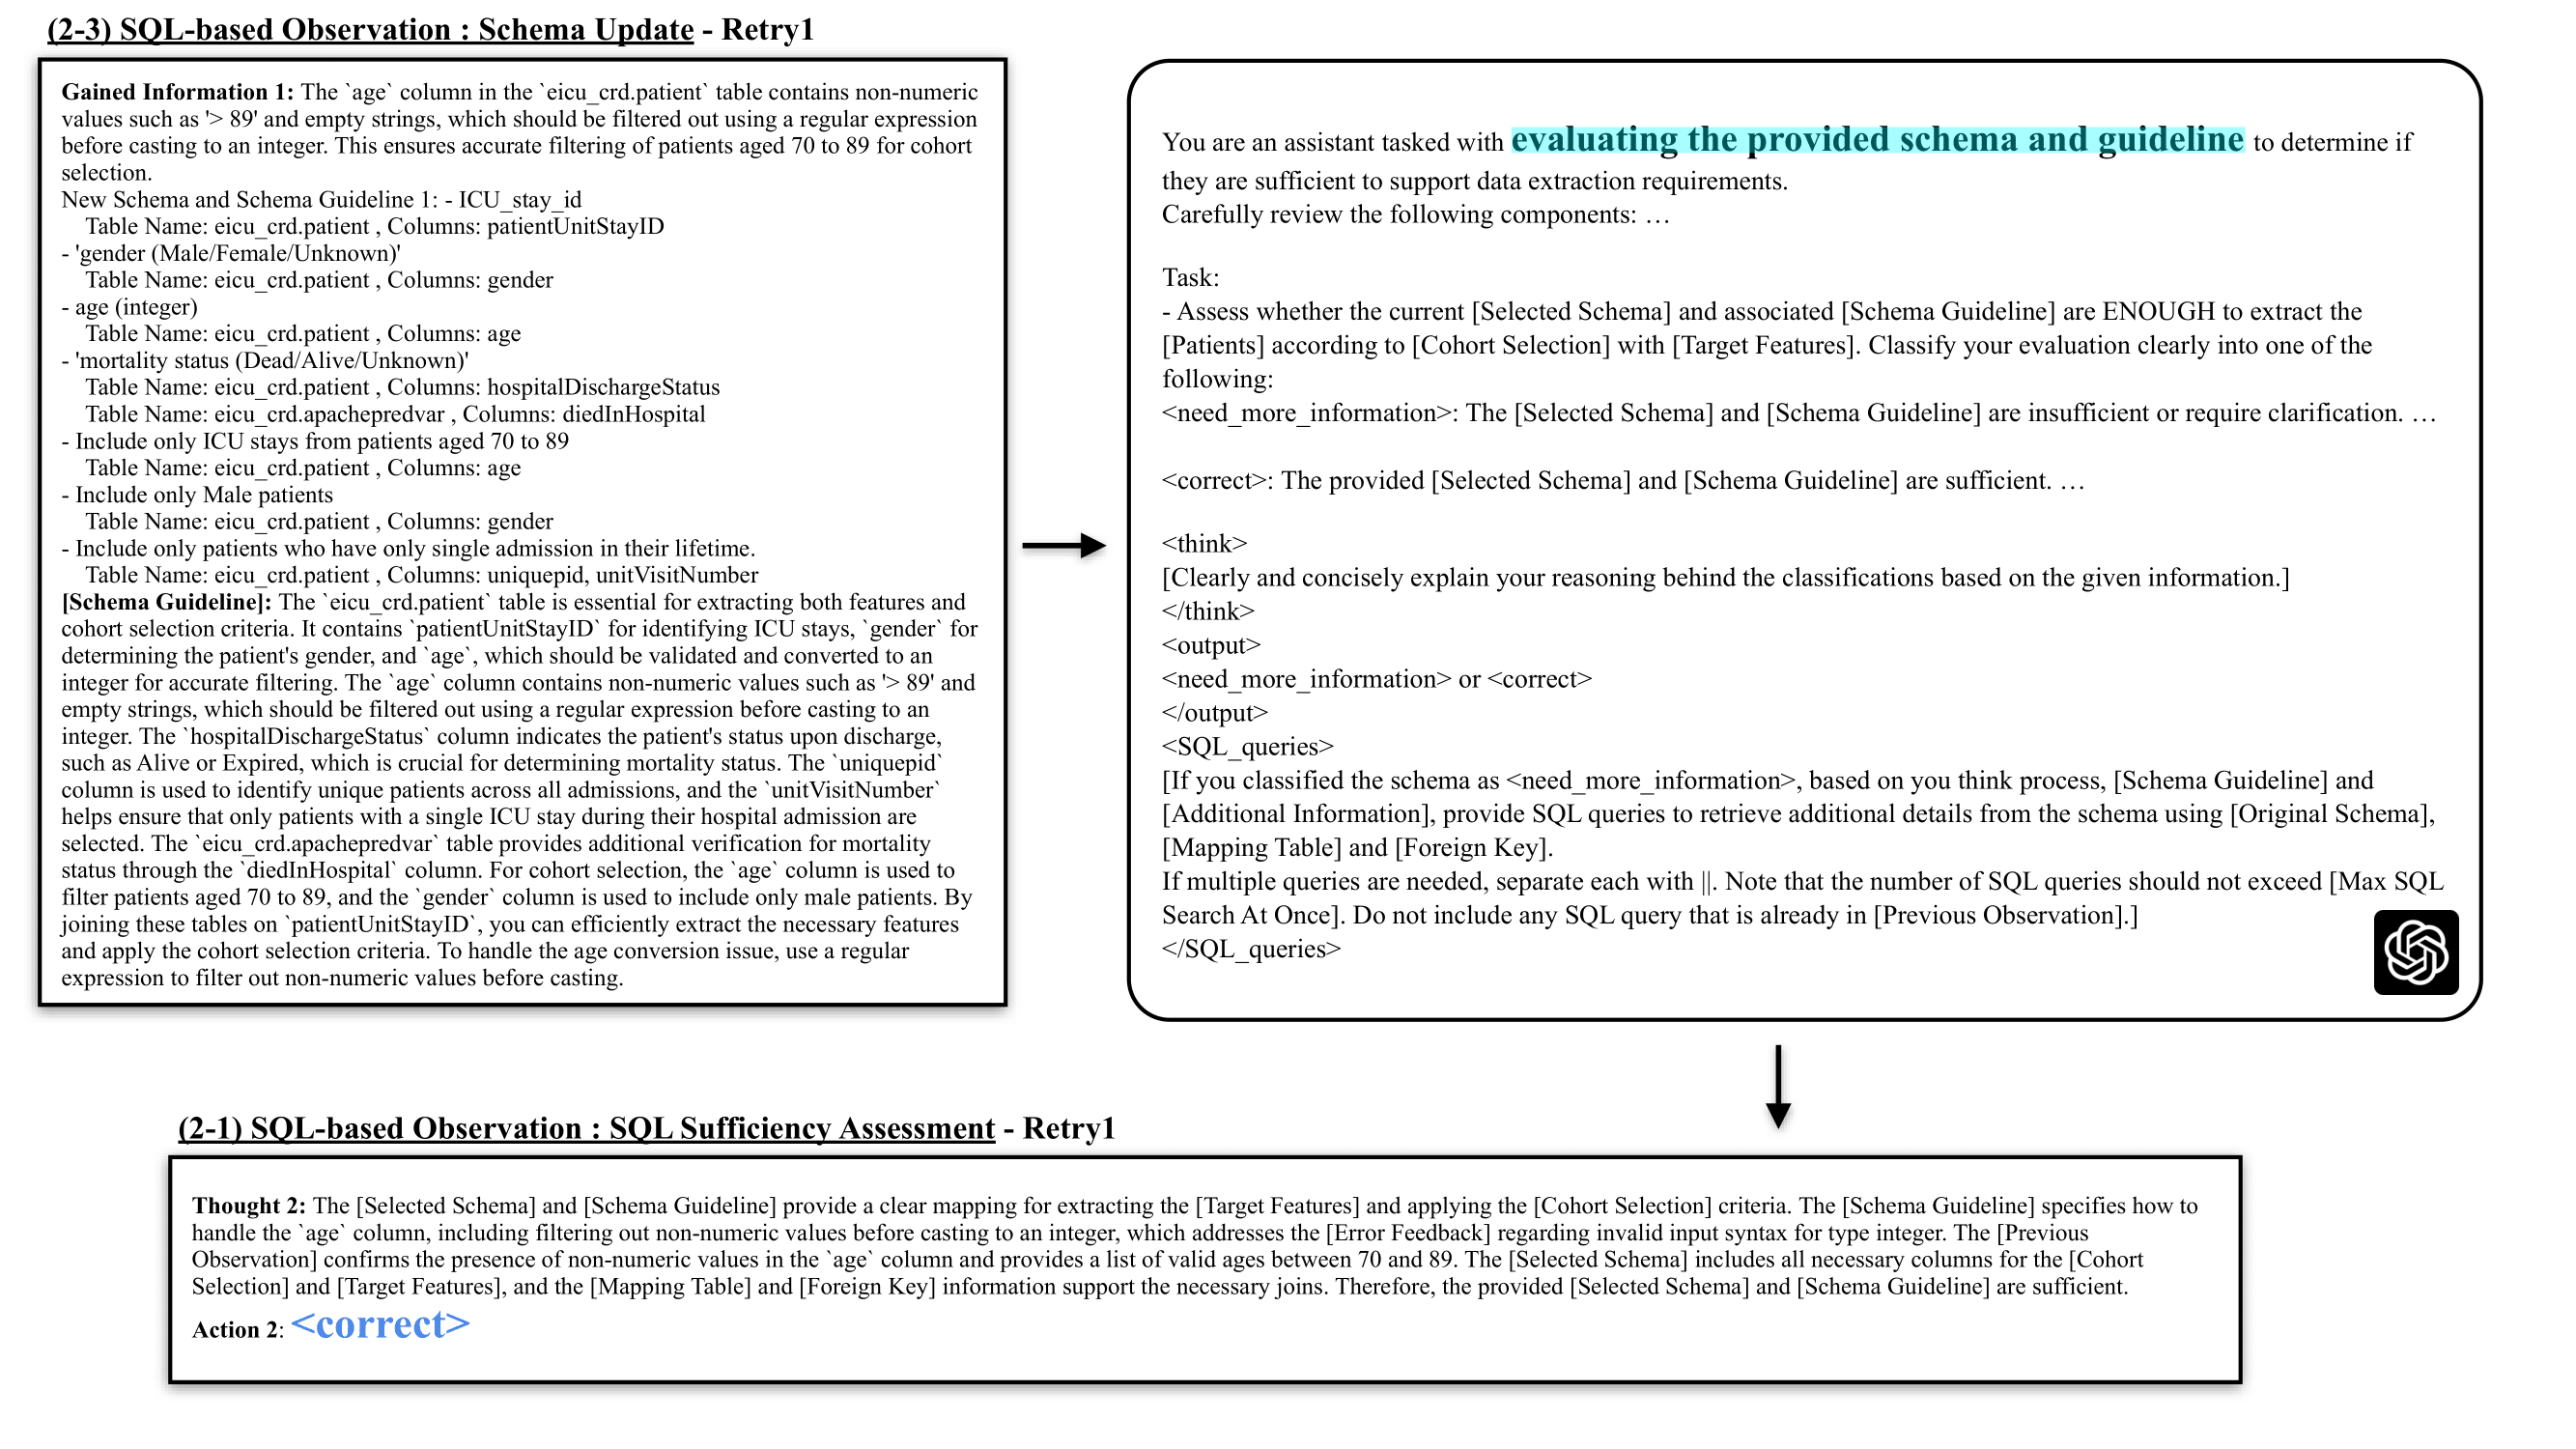 (2-3) SQL-based Observation : Schema Update - Retry1
Gained Information 1: The `age` column in the `eicu_crd.patient` table contains non-numeric
values such as '> 89' and empty strings, which should be filtered out using a regular expression
before casting to an integer. This ensures accurate filtering of patients aged 70 to 89 for cohort
selection.
New Schema and Schema Guideline 1: - ICU_stay_id
Table Name: eicu_crd.patient , Columns: patientUnitStayID
- 'gender (Male/Female/Unknown)'
Table Name: eicu_crd.patient , Columns: gender
- age (integer)
Table Name: eicu_crd.patient , Columns: age
- 'mortality status (Dead/Alive/Unknown)'
Table Name: eicu_crd.patient , Columns: hospitalDischargeStatus
Table Name: eicu_crd.apachepredvar , Columns: diedInHospital
- Include only ICU stays from patients aged 70 to 89
Table Name: eicu_crd.patient , Columns: age
- Include only Male patients
Table Name: eicu_crd.patient , Columns: gender
- Include only patients who have only single admission in their lifetime.
Table Name: eicu_crd.patient , Columns: uniquepid, unitVisitNumber
[Schema Guideline]: The `eicu_crd.patient` table is essential for extracting both features and
cohort selection criteria. It contains `patientUnitStayID` for identifying ICU stays, `gender` for
determining the patient's gender, and `age`, which should be validated and converted to an
integer for accurate filtering. The `age` column contains non-numeric values such as '> 89' and
empty strings, which should be filtered out using a regular expression before casting to an
integer. The `hospitalDischargeStatus` column indicates the patient's status upon discharge,
such as Alive or Expired, which is crucial for determining mortality status. The `uniquepid`
column is used to identify unique patients across all admissions, and the `unitVisitNumber`
helps ensure that only patients with a single ICU stay during their hospital admission are
selected. The `eicu_crd.apachepredvar` table provides additional verification for mortality
status through the `diedInHospital` column. For cohort selection, the `age` column is used to
filter patients aged 70 to 89, and the `gender` column is used to include only male patients. By
joining these tables on `patientUnitStayID`, you can efficiently extract the necessary features
and apply the cohort selection criteria. To handle the age conversion issue, use a regular
expression to filter out non-numeric values before casting.
You are an assistant tasked with evaluating the provided schema and guideline to determine if
they are sufficient to support data extraction requirements.
Carefully review the following components: …
Task:
- Assess whether the current [Selected Schema] and associated [Schema Guideline] are ENOUGH to extract the
[Patients] according to [Cohort Selection] with [Target Features]. Classify your evaluation clearly into one of the
following:
<need_more_information>: The [Selected Schema] and [Schema Guideline] are insufficient or require clarification. …
<correct>: The provided [Selected Schema] and [Schema Guideline] are sufficient. …
<think>
[Clearly and concisely explain your reasoning behind the classifications based on the given information.]
</think>
<output>
<need_more_information> or <correct>
</output>
<SQL_queries>
[If you classified the schema as <need_more_information>, based on you think process, [Schema Guideline] and
[Additional Information], provide SQL queries to retrieve additional details from the schema using [Original Schema],
[Mapping Table] and [Foreign Key].
If multiple queries are needed, separate each with ||. Note that the number of SQL queries should not exceed [Max SQL
Search At Once]. Do not include any SQL query that is already in [Previous Observation].]
</SQL_queries>
(2-1) SQL-based Observation : SQL Sufficiency Assessment - Retry1
Thought 2: The [Selected Schema] and [Schema Guideline] provide a clear mapping for extracting the [Target Features] and applying the [Cohort Selection] criteria. The [Schema Guideline] specifies how to
handle the `age` column, including filtering out non-numeric values before casting to an integer, which addresses the [Error Feedback] regarding invalid input syntax for type integer. The [Previous
Observation] confirms the presence of non-numeric values in the `age` column and provides a list of valid ages between 70 and 89. The [Selected Schema] includes all necessary columns for the [Cohort
Selection] and [Target Features], and the [Mapping Table] and [Foreign Key] information support the necessary joins. Therefore, the provided [Selected Schema] and [Schema Guideline] are sufficient.
Action 2: <correct>